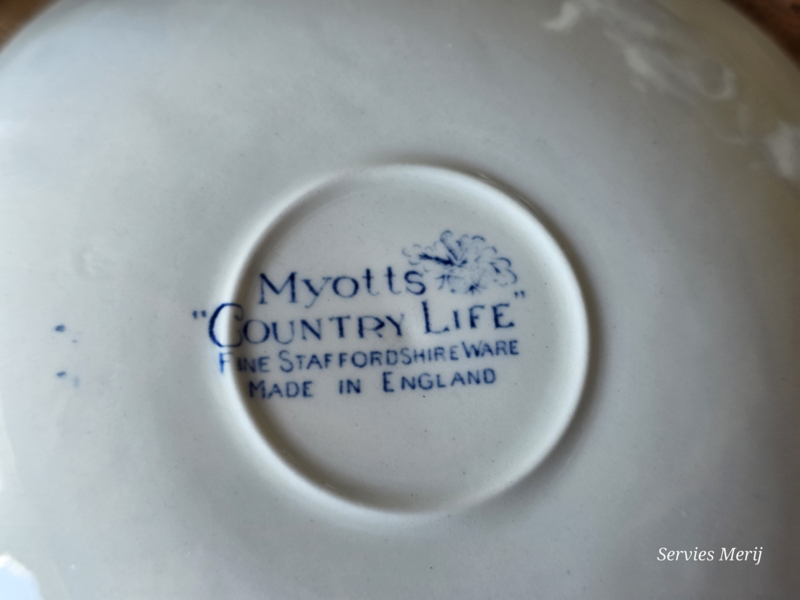 Myotts
"COUNTRY LIFE"
FINE STAFFORDSHIRE WARE
MADE IN ENGLAND
Servies Merij